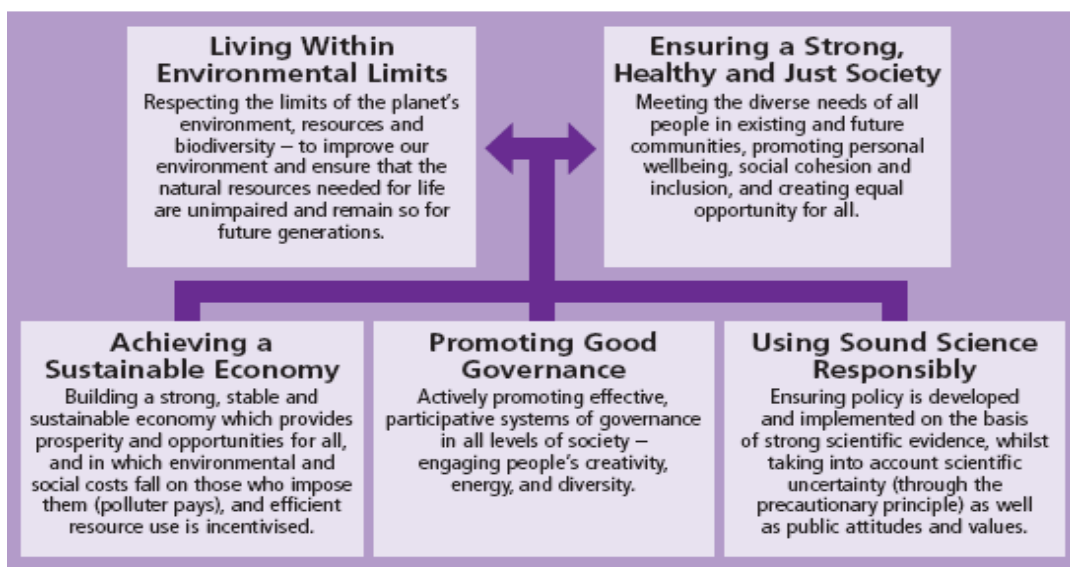 Living Within
Environmental Limits
Respecting the limits of the planet's
environment, resources and
biodiversity – to improve our
environment and ensure that the
natural resources needed for life
are unimpaired and remain so for
future generations.
Ensuring a Strong,
Healthy and Just Society
Meeting the diverse needs of all
people in existing and future
communities, promoting personal
wellbeing, social cohesion and
inclusion, and creating equal
opportunity for all.
Achieving a
Sustainable Economy
Building a strong, stable and
sustainable economy which provides
prosperity and opportunities for all,
and in which environmental and
social costs fall on those who impose
them (polluter pays), and efficient
resource use is incentivised.
Promoting Good
Governance
Actively promoting effective,
participative systems of governance
in all levels of society –
engaging people's creativity,
energy, and diversity.
Using Sound Science
Responsibly
Ensuring policy is developed
and implemented on the basis
of strong scientific evidence, whilst
taking into account scientific
uncertainty (through the
precautionary principle) as well
as public attitudes and values.